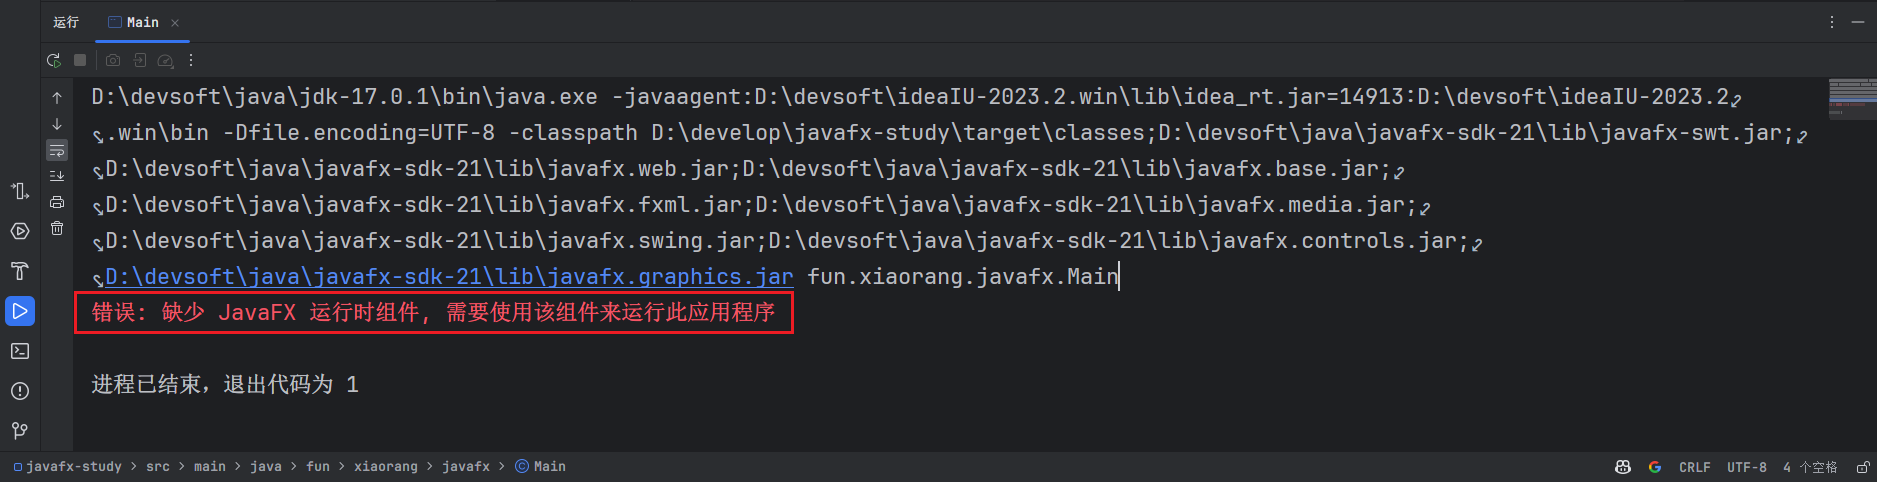 运行 Main
D:\devsoft\java\jdk-17.0.1\bin\java.exe -javaagent:D:\devsoft\ideaIU-2023.2.win\lib\idea_rt.jar=14913:D:\devsoft\ideaIU-2023.2
.win\bin -Dfile.encoding=UTF-8 -classpath D:\develop\javafx-study\target\classes;D:\devsoft\java\javafx-sdk-21\lib\javafx-swt.jar;
D:\devsoft\java\javafx-sdk-21\lib\javafx.web.jar;D:\devsoft\java\javafx-sdk-21\lib\javafx.base.jar;
D:\devsoft\java\javafx-sdk-21\lib\javafx.fxml.jar;D:\devsoft\java\javafx-sdk-21\lib\javafx.media.jar;
D:\devsoft\java\javafx-sdk-21\lib\javafx.swing.jar;D:\devsoft\java\javafx-sdk-21\lib\javafx.controls.jar;
D:\devsoft\java\javafx-sdk-21\lib\javafx.graphics.jar fun.xiaorang.javafx.Main
错误: 缺少 JavaFX 运行时组件, 需要使用该组件来运行此应用程序
进程已结束，退出代码为 1
javafx-study > src > main > java > fun > xiaorang > javafx > Main CRLF UTF-8 4 个空格